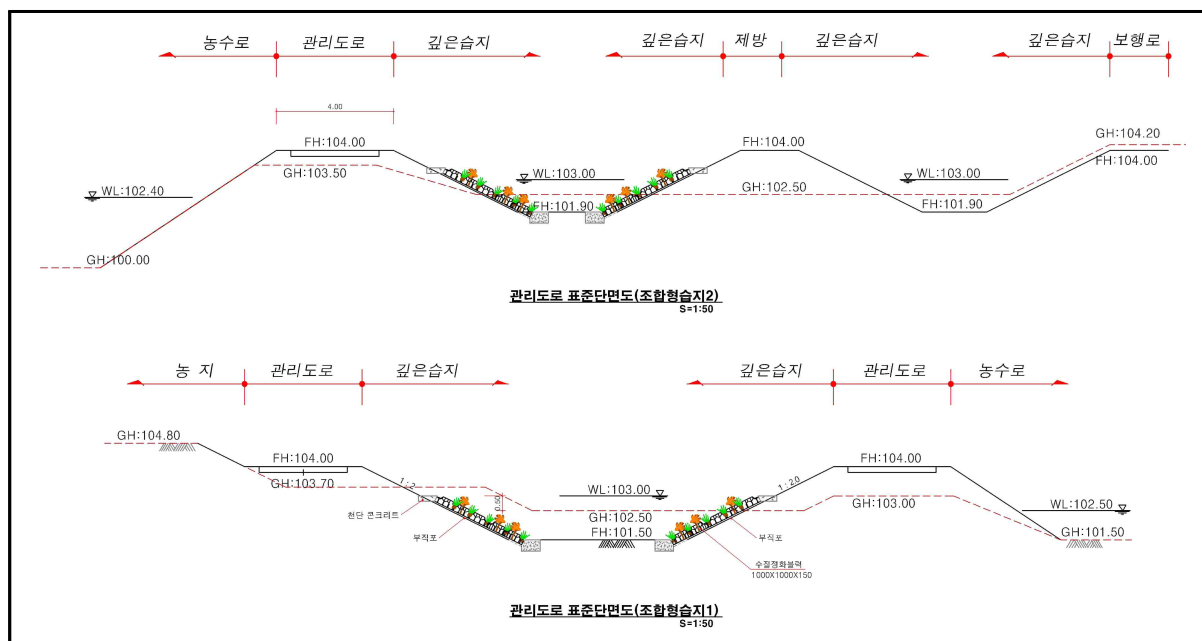 농수로 관리도로 깊은습지 깊은습지 제방 깊은습지 깊은습지 보행로
4.00
FH:104.00 FH:104.00 GH:104.20
FH:104.00
GH:103.50 WL:103.00 WL:103.00
WL:102.40 GH:102.50
FH:101.90 FH:101.90
GH:100.00
관리도로 표준단면도(조합형습지2)
S=1:50
농 지 관리도로 깊은습지 깊은습지 관리도로 농수로
GH:104.80
FH:104.00 FH:104.00
GH:103.70 1:2 1:2.0
0.50 WL:103.00 GH:103.00
천단 콘크리트 GH:102.50 WL:102.50
부직포 FH:101.50 부직포 GH:101.50
수질정화블럭
1000X1000X150
관리도로 표준단면도(조합형습지1)
S=1:50